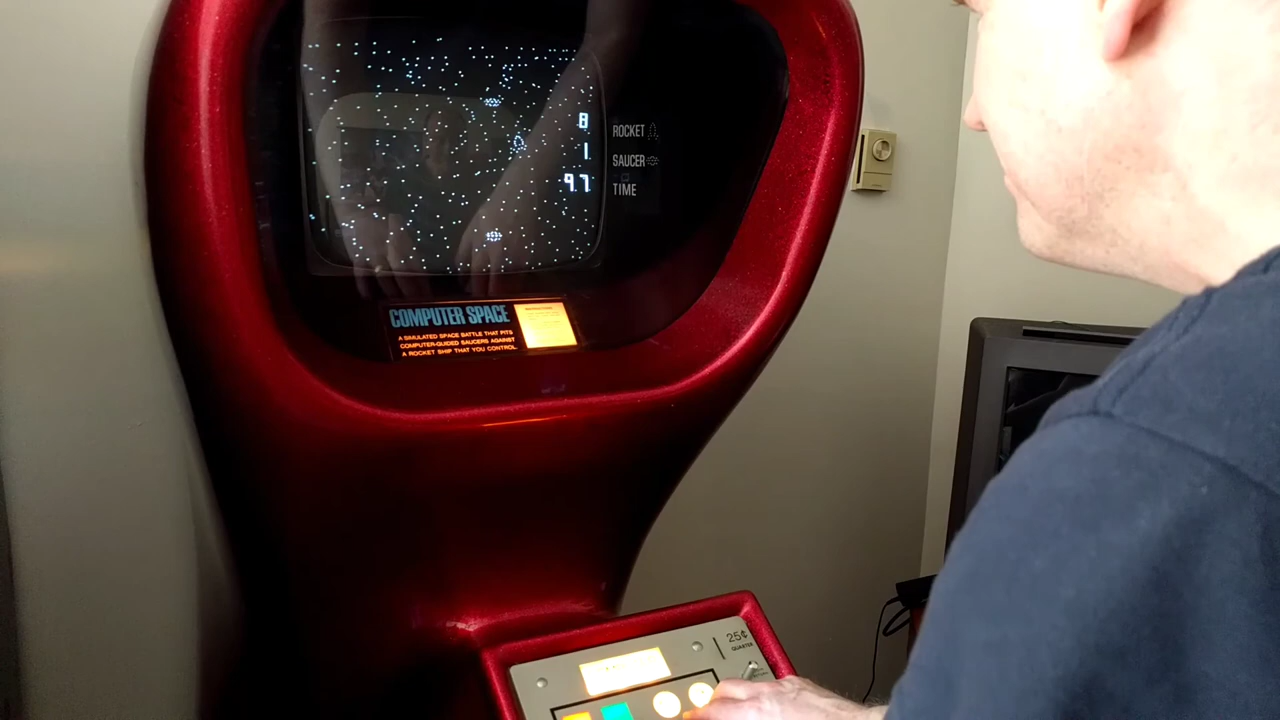 8
ROCKET
1
SAUCER
97
TIME
COMPUTER SPACE
A SIMULATED SPACE BATTLE THAT PITS
COMPUTER-GUIDED SAUCERS AGAINST
A ROCKET SHIP THAT YOU CONTROL.
25¢
QUARTER